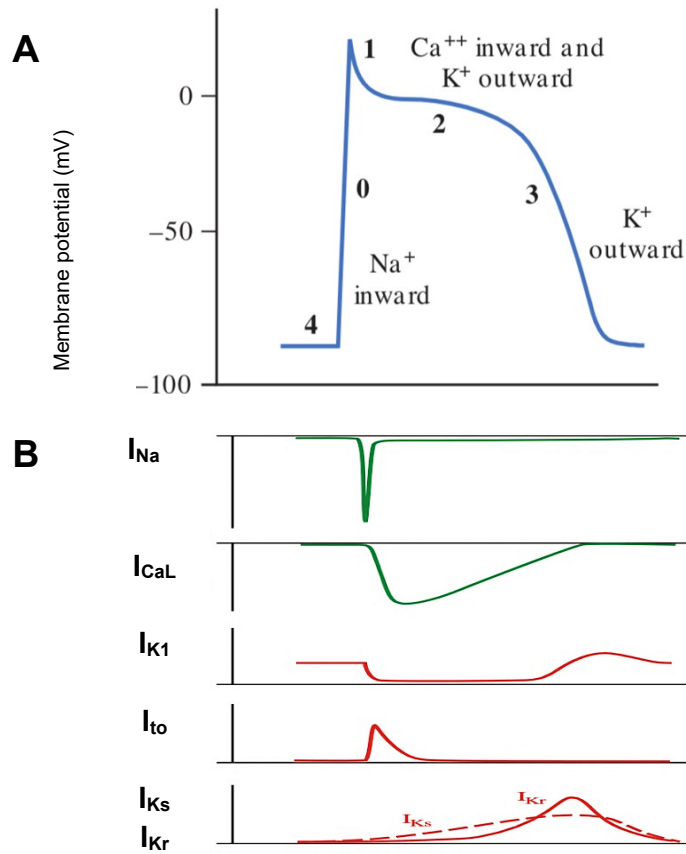 A
1
Ca++ inward and
K+ outward
0
2
Membrane potential (mV)
0
3
−50
K+
outward
Na+
inward
4
−100
B
INa
ICaL
IK1
Ito
IKs
IKr
IKs
IKr